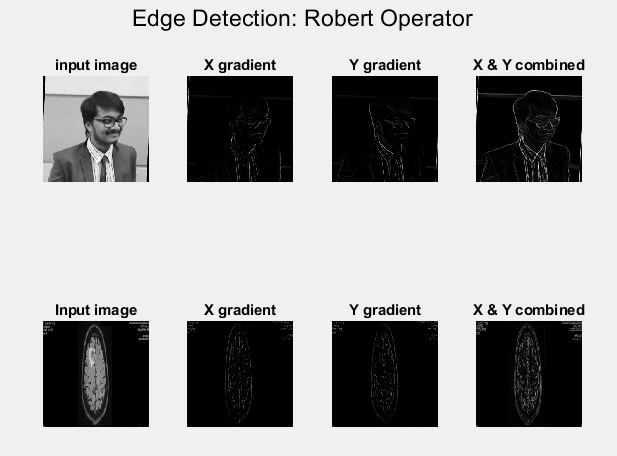 Edge Detection: Robert Operator
input image
X gradient
Y gradient
X & Y combined
Input image
X gradient
Y gradient
X & Y combined